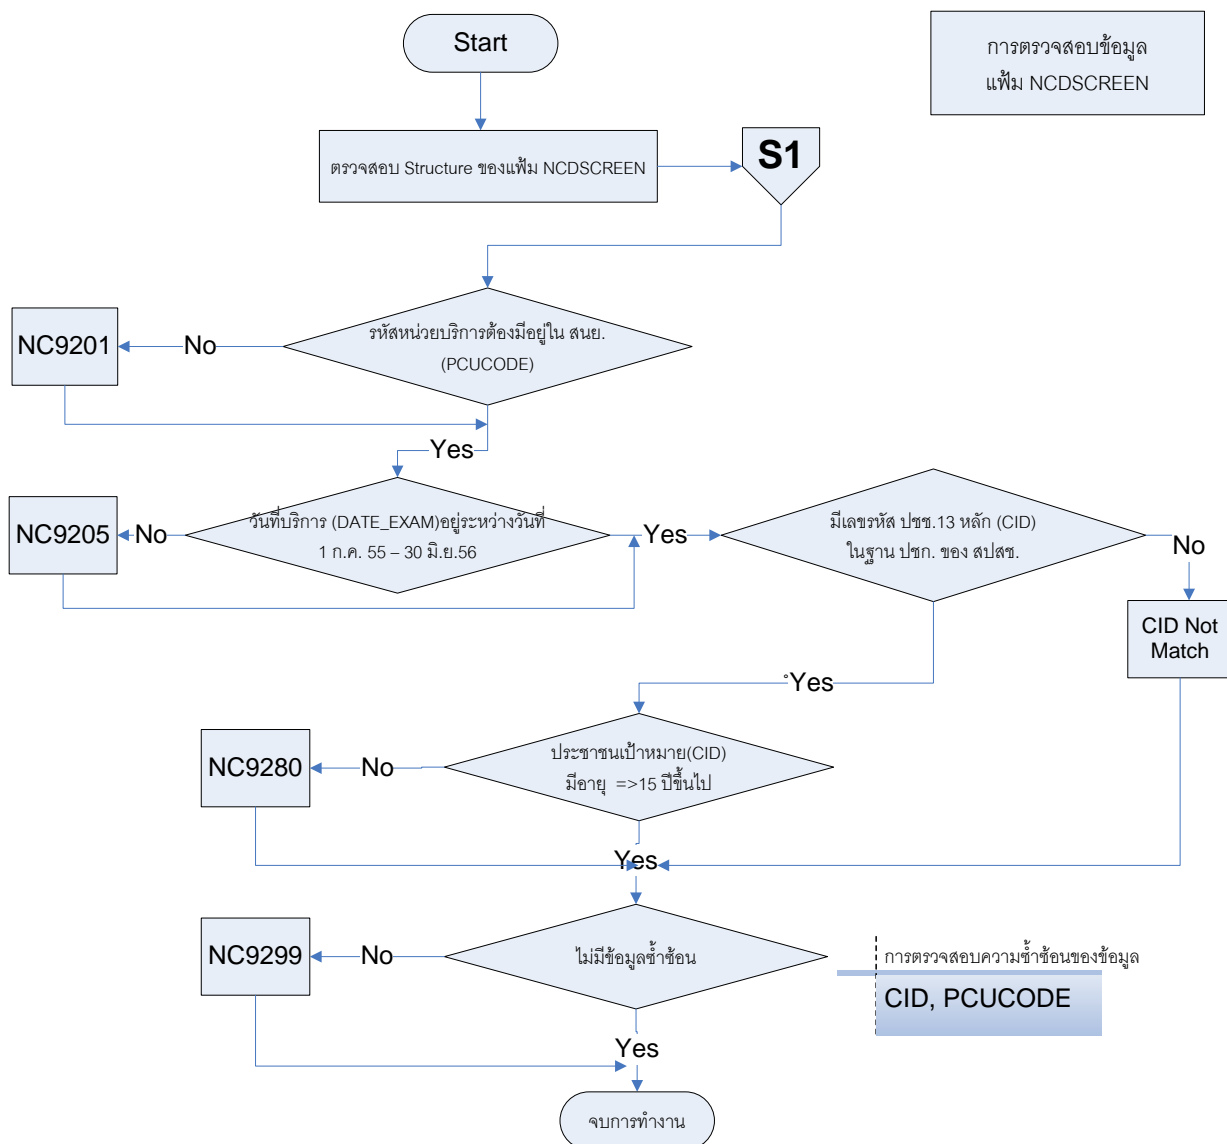 Start
การตรวจสอบข้อมูล
แฟ้ม NCDSCREEN
ตรวจสอบ Structure ของแฟ้ม NCDSCREEN
S1
รหัสหน่วยบริการต้องมีอยู่ใน สนย.
(PCUCODE)
No
NC9201
Yes
วันที่บริการ (DATE_EXAM)อยู่ระหว่างวันที่
1 ก.ค. 55 – 30 มิ.ย.56
No
NC9205
Yes
มีเลขรหัส ปชช.13 หลัก (CID)
ในฐาน ปชก. ของ สปสช.
No
CID Not
Match
ํYes
ประชาชนเป้าหมาย(CID)
มีอายุ =>15 ปีขึ้นไป
No
NC9280
Yes
ไม่มีข้อมูลซ้ำซ้อน
No
NC9299
การตรวจสอบความซ้ำซ้อนของข้อมูล
CID, PCUCODE
Yes
จบการทำงาน